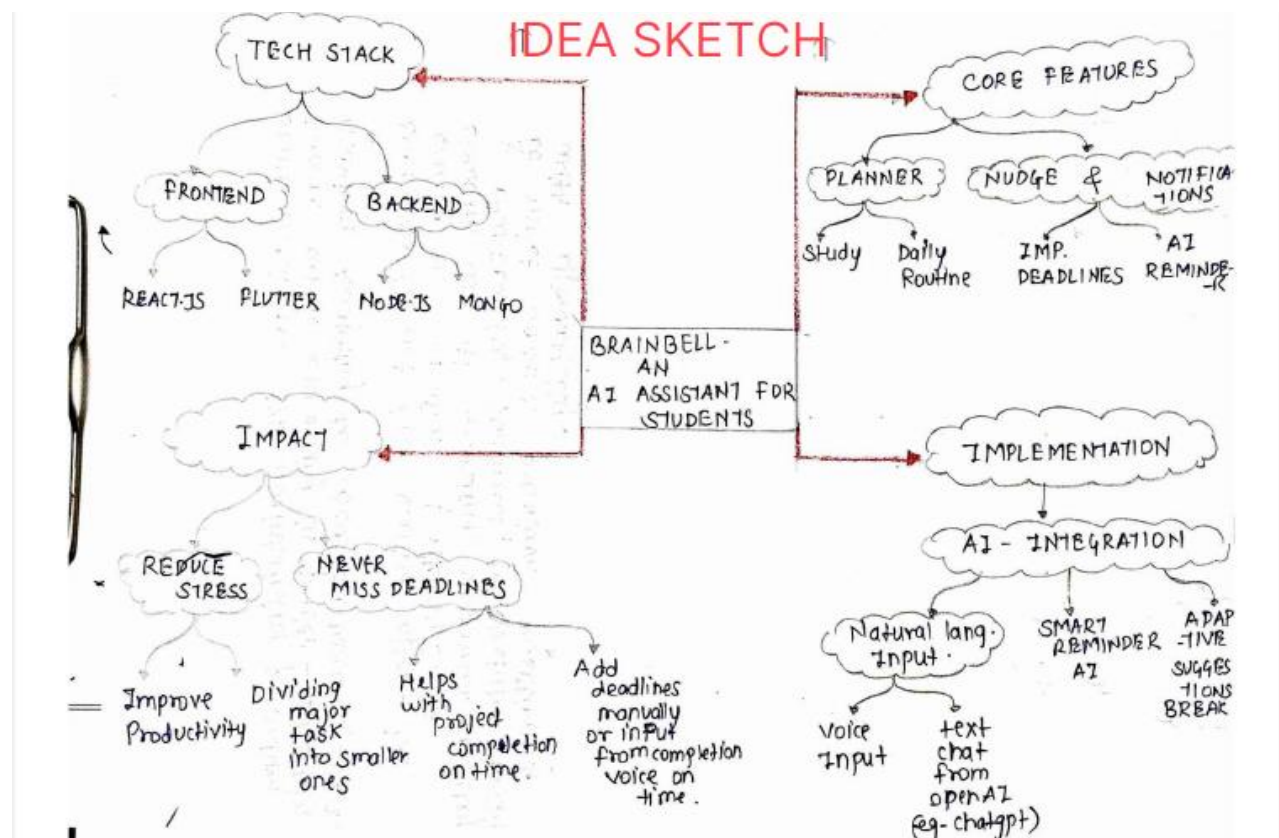 IDEA SKETCH
TECH STACK
FRONTEND
BACKEND
REACT-JS
FLUTTER
NODE-JS
MONGO
CORE FEATURES
PLANNER
NUDGE & NOTIFICA-
TIONS
Study
Daily
Routine
IMP.
DEADLINES
AI
REMINDE-
-R
BRAINBELL-
AN
AI ASSISTANT FOR
STUDENTS
IMPACT
REDUCE
STRESS
NEVER
MISS DEADLINES
Improve
Productivity
Dividing
major
task
into smaller
ones
Helps
with
project
completion
on time.
Add
deadlines
manually
or input
from completion
voice on
time.
IMPLEMENTATION
AI - INTEGRATION
Natural lang.
Input.
SMART
REMINDER
AI
ADAP
-TIVE
SUGGES
TIONS
BREAK
Voice
Input
text
chat
from
openAI
(eg- chatgpt)